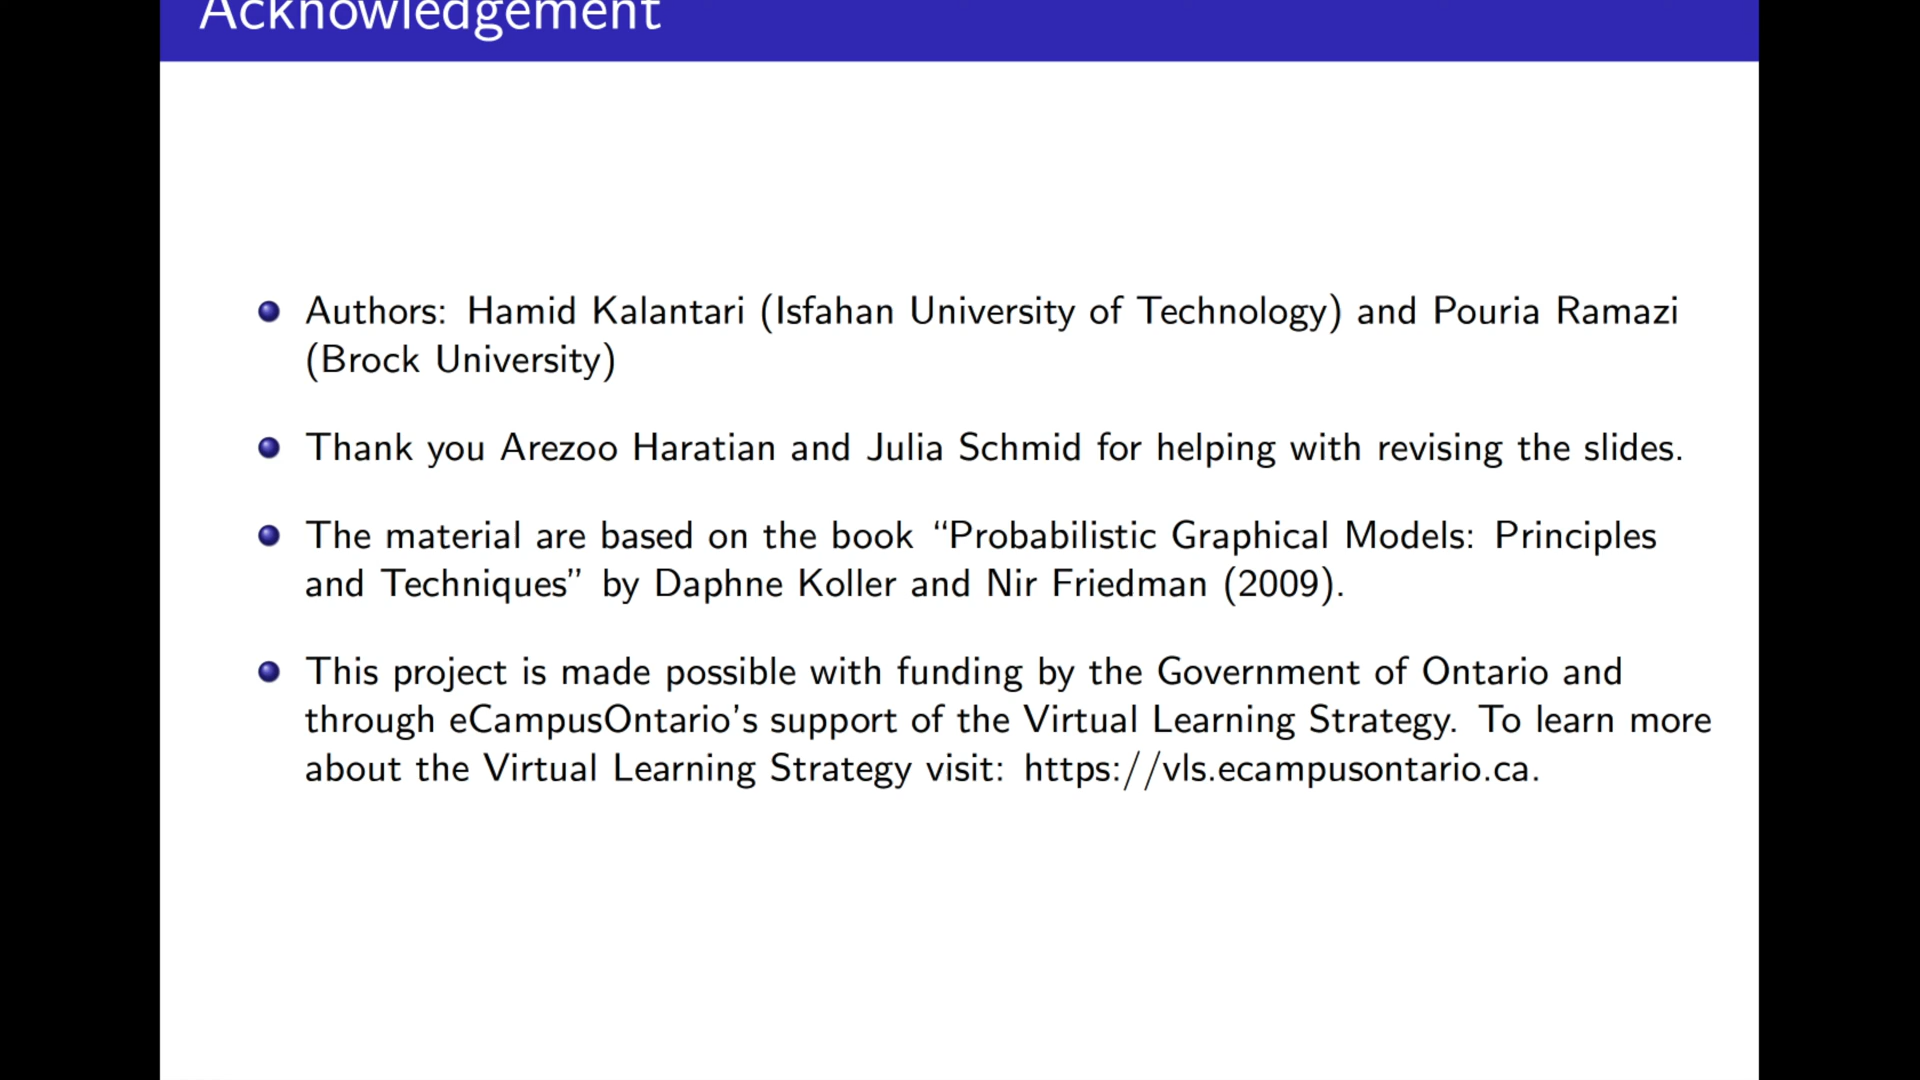 Acknowledgement
Authors: Hamid Kalantari (Isfahan University of Technology) and Pouria Ramazi
(Brock University)
Thank you Arezoo Haratian and Julia Schmid for helping with revising the slides.
The material are based on the book “Probabilistic Graphical Models: Principles
and Techniques” by Daphne Koller and Nir Friedman (2009).
This project is made possible with funding by the Government of Ontario and
through eCampusOntario’s support of the Virtual Learning Strategy. To learn more
about the Virtual Learning Strategy visit: https://vls.ecampusontario.ca.